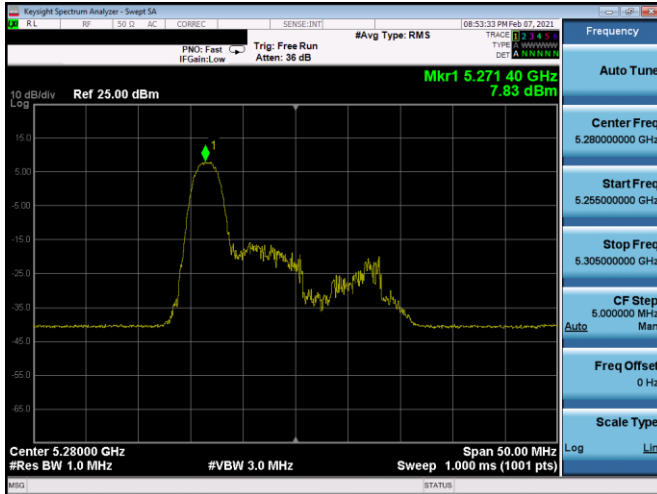 Keysight Spectrum Analyzer - Swept SA
RL RF 50 Ω AC CORREC SENSE:INT 08:53:33 PM Feb 07, 2021
#Avg Type: RMS TRACE 1 2 3 4 5 6
PNO: Fast Trig: Free Run TYPE A WWWWW
IFGain:Low Atten: 36 dB DET A N N N N N
Mkr1 5.271 40 GHz
7.83 dBm
10 dB/div Ref 25.00 dBm
Log
1
15.0
5.00
-5.00
-15.0
-25.0
-35.0
-45.0
-55.0
-65.0
Center 5.28000 GHz Span 50.00 MHz
#Res BW 1.0 MHz #VBW 3.0 MHz Sweep 1.000 ms (1001 pts)
MSG STATUS
Frequency
Auto Tune
Center Freq
5.280000000 GHz
Start Freq
5.255000000 GHz
Stop Freq
5.305000000 GHz
CF Step
5.000000 MHz
Auto Man
Freq Offset
0 Hz
Scale Type
Log Lin